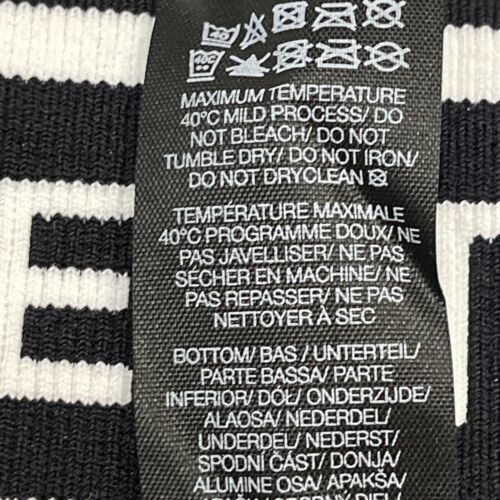 MAXIMUM TEMPERATURE
40°C MILD PROCESS/ DO
NOT BLEACH/ DO NOT
TUMBLE DRY/ DO NOT IRON/
DO NOT DRYCLEAN
TEMPÉRATURE MAXIMALE
40°C PROGRAMME DOUX/ NE
PAS JAVELLISER/ NE PAS
SÉCHER EN MACHINE/ NE
PAS REPASSER/ NE PAS
NETTOYER À SEC
BOTTOM/ BAS / UNTERTEIL/
PARTE BASSA/ PARTE
INFERIOR/ DÓŁ/ ONDERZIJDE/
ALAOSA/ NEDERDEL/
UNDERDEL/ NEDERST/
SPODNÍ ČÁST/ DONJA/
ALUMINE OSA/ APAKŠA/